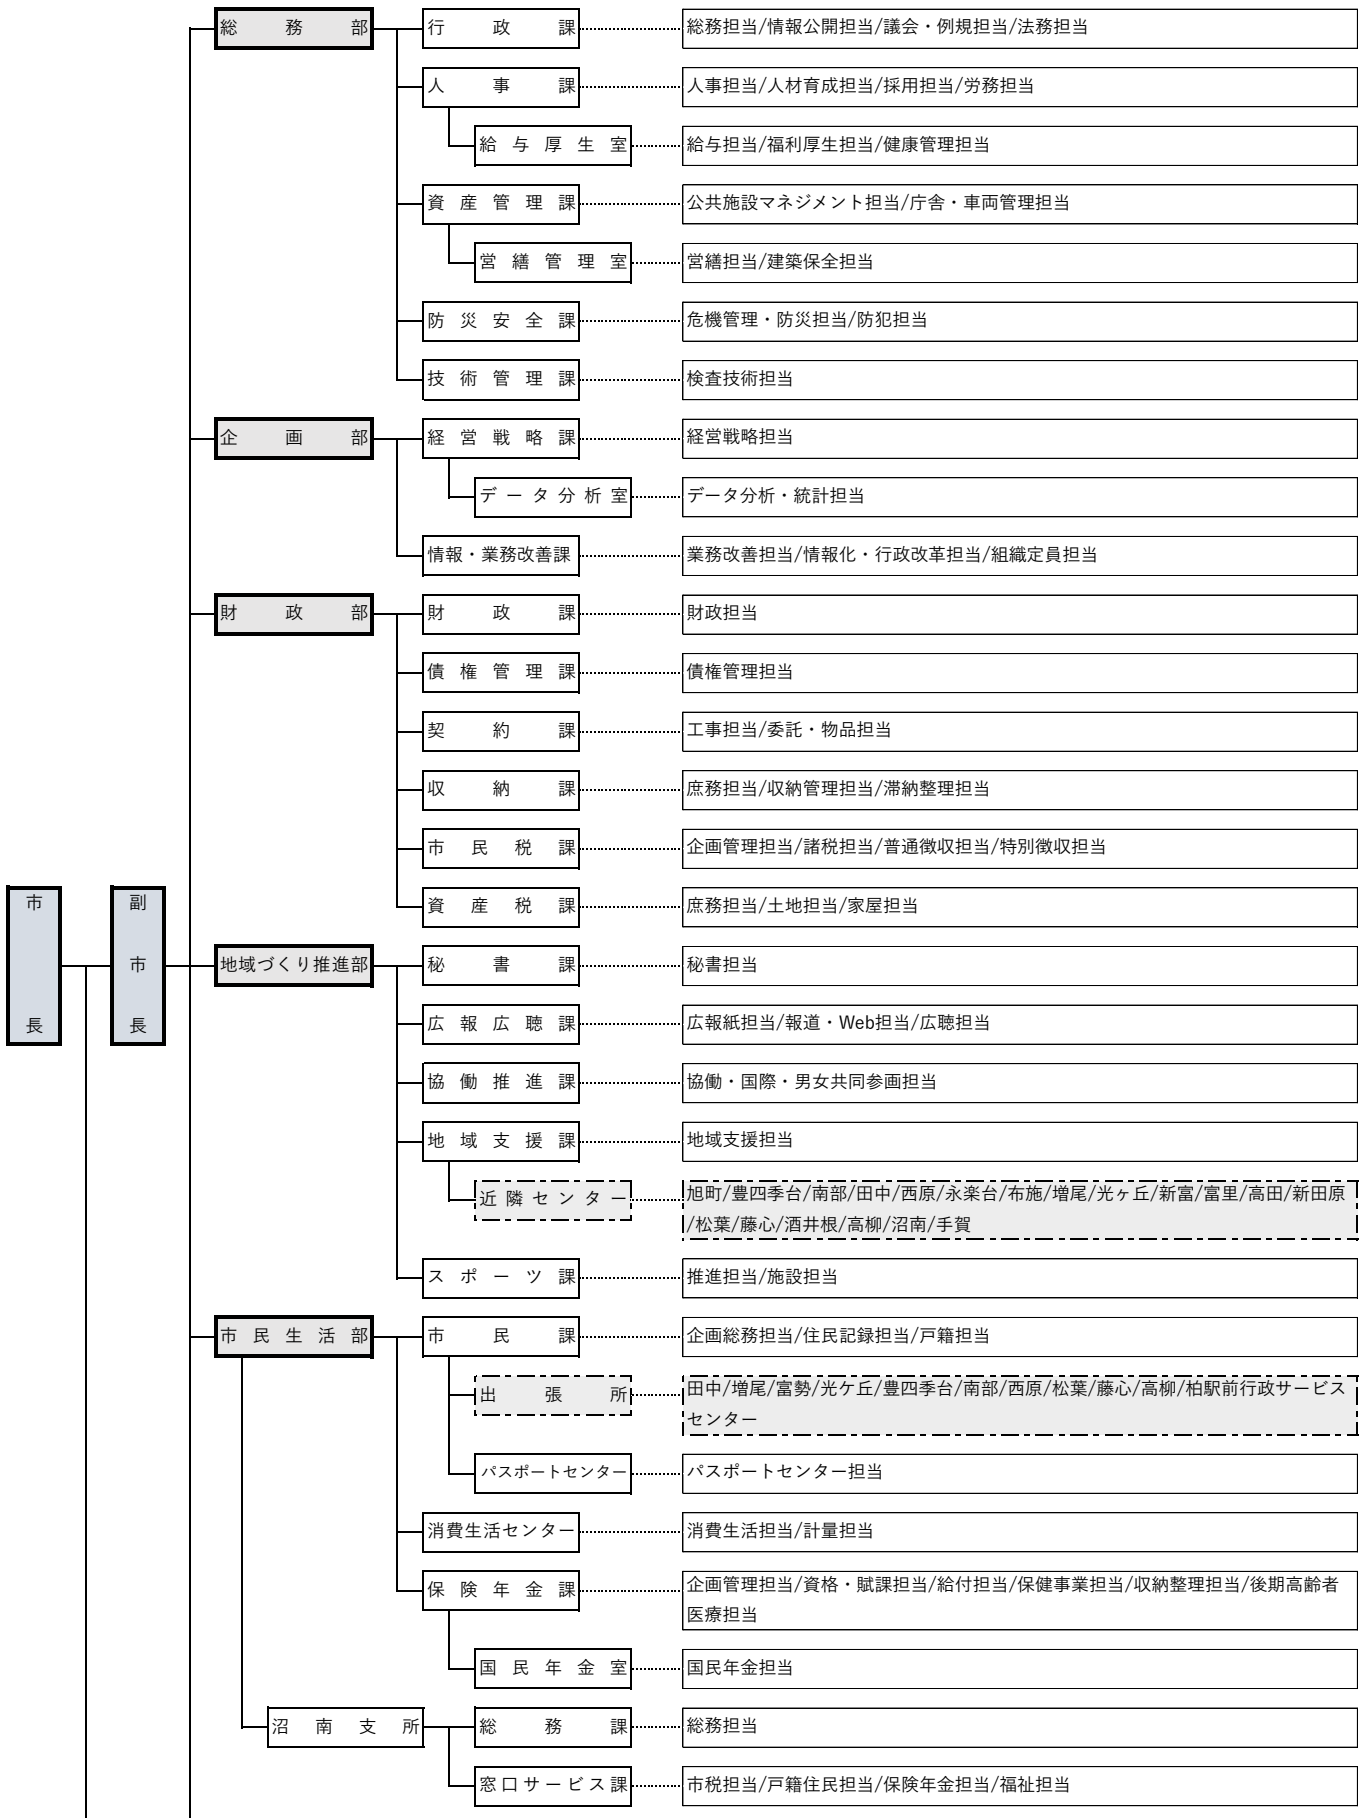 総務部 行政課 総務担当/情報公開担当/議会・例規担当/法務担当
人事課 人事担当/人材育成担当/採用担当/労務担当
給与厚生室 給与担当/福利厚生担当/健康管理担当
資産管理課 公共施設マネジメント担当/庁舎・車両管理担当
営繕管理室 営繕担当/建築保全担当
防災安全課 危機管理・防災担当/防犯担当
技術管理課 検査技術担当
企画部 経営戦略課 経営戦略担当
データ分析室 データ分析・統計担当
情報・業務改善課 業務改善担当/情報化・行政改革担当/組織定員担当
財政部 財政課 財政担当
債権管理課 債権管理担当
契約課 工事担当/委託・物品担当
収納課 庶務担当/収納管理担当/滞納整理担当
市民税課 企画管理担当/諸税担当/普通徴収担当/特別徴収担当
資産税課 庶務担当/土地担当/家屋担当
市長
副市長
地域づくり推進部 秘書課 秘書担当
広報広聴課 広報紙担当/報道・Web担当/広聴担当
協働推進課 協働・国際・男女共同参画担当
地域支援課 地域支援担当
近隣センター 旭町/豊四季台/南部/田中/西原/永楽台/布施/増尾/光ヶ丘/新富/富里/高田/新田原
/松葉/藤心/酒井根/高柳/沼南/手賀
スポーツ課 推進担当/施設担当
市民生活部 市民課 企画総務担当/住民記録担当/戸籍担当
出張所 田中/増尾/富勢/光ケ丘/豊四季台/南部/西原/松葉/藤心/高柳/柏駅前行政サービス
センター
パスポートセンター パスポートセンター担当
消費生活センター 消費生活担当/計量担当
保険年金課 企画管理担当/資格・賦課担当/給付担当/保健事業担当/収納整理担当/後期高齢者
医療担当
国民年金室 国民年金担当
沼南支所 総務課 総務担当
窓口サービス課 市税担当/戸籍住民担当/保険年金担当/福祉担当